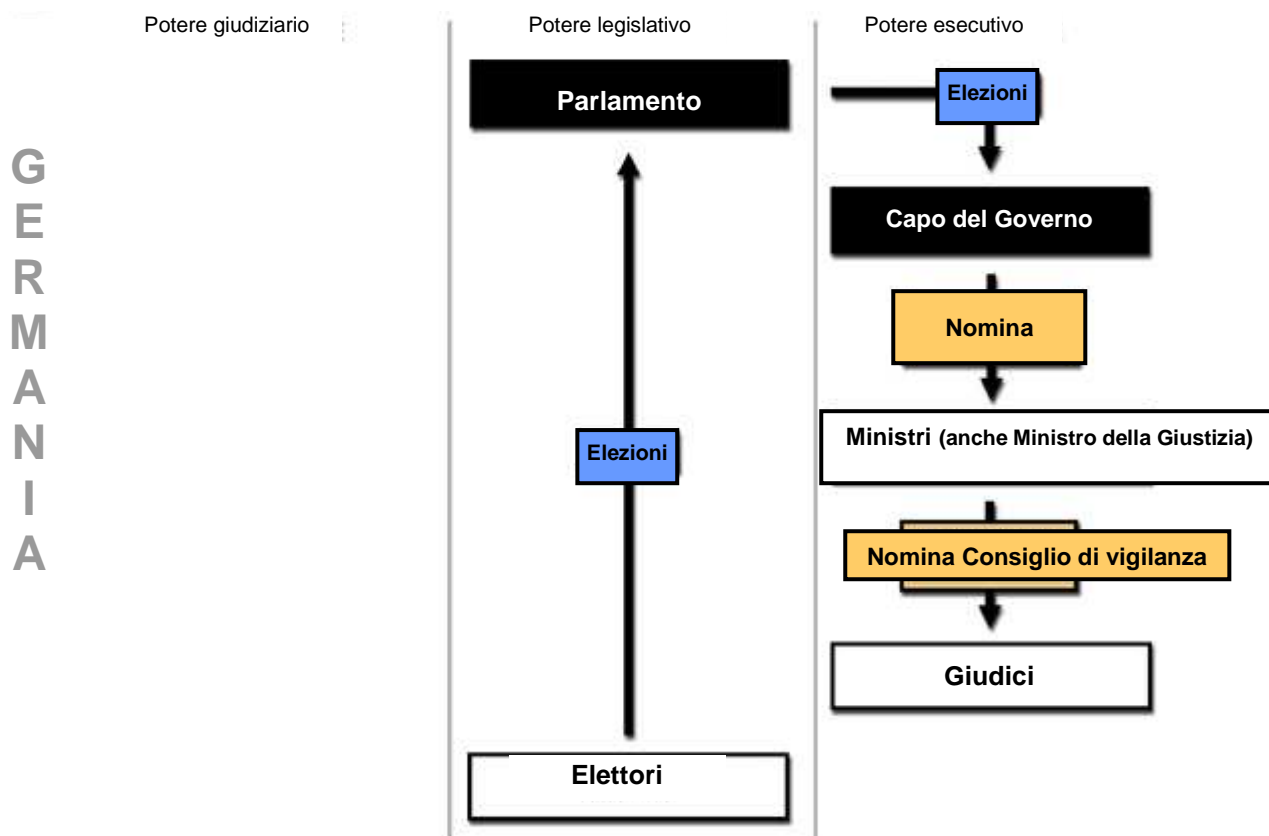 Potere giudiziario
Potere legislativo
Potere esecutivo
GERMANIA
Parlamento
Elezioni
Elettori
Elezioni
Capo del Governo
Nomina
Ministri (anche Ministro della Giustizia)
Nomina Consiglio di vigilanza
Giudici